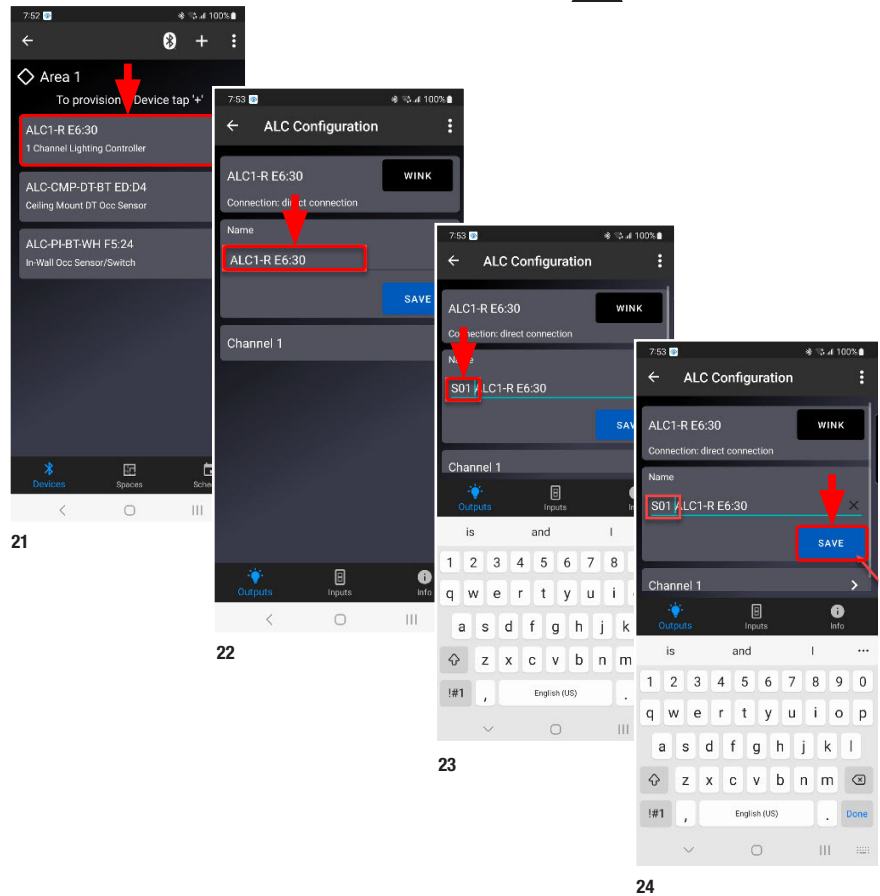 7:52
100%
+
Area 1
To provision Device tap '+'
ALC1-R E6:30
1 Channel Lighting Controller
ALC-CMP-DT-BT ED:D4
Ceiling Mount DT Occ Sensor
ALC-PI-BT-WH F5:24
In-Wall Occ Sensor/Switch
Devices
Spaces
Sche
21
7:53
100%
ALC Configuration
ALC1-R E6:30
WINK
Connection: direct connection
Name
ALC1-R E6:30
SAVE
Channel 1
Outputs
Inputs
Info
22
7:53
100%
ALC Configuration
ALC1-R E6:30
WINK
Connection: direct connection
Name
S01 ALC1-R E6:30
SAV
Channel 1
Outputs
Inputs
In
is and I
1 2 3 4 5 6 7 8
q w e r t y u i
a s d f g h j k
z x c v b n m
!#1 , English (US) .
23
7:53
100%
ALC Configuration
ALC1-R E6:30
WINK
Connection: direct connection
Name
S01 ALC1-R E6:30
SAVE
Channel 1
Outputs
Inputs
Info
is and I ...
1 2 3 4 5 6 7 8 9 0
q w e r t y u i o p
a s d f g h j k l
z x c v b n m
!#1 , English (US) . Done
24